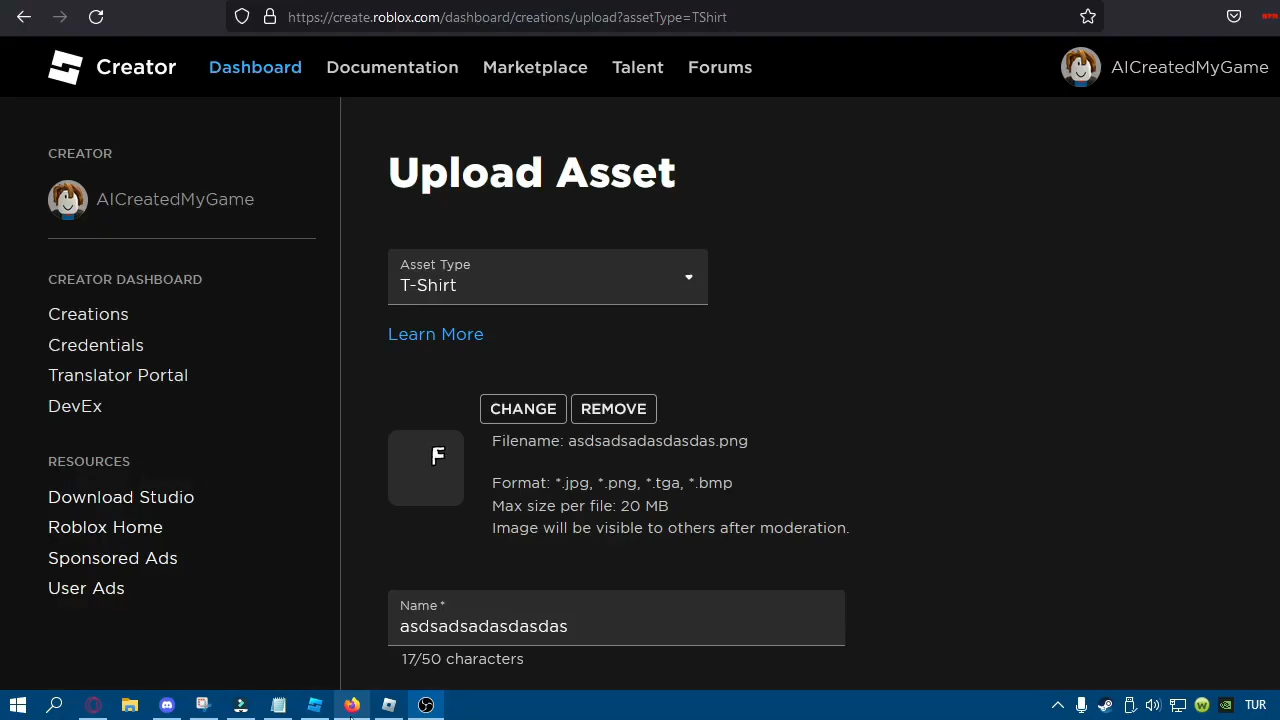 https://create.roblox.com/dashboard/creations/upload?assetType=TShirt
Creator
Dashboard
Documentation
Marketplace
Talent
Forums
AICreatedMyGame
CREATOR
AICreatedMyGame
CREATOR DASHBOARD
Creations
Credentials
Translator Portal
DevEx
RESOURCES
Download Studio
Roblox Home
Sponsored Ads
User Ads
Upload Asset
Asset Type
T-Shirt
Learn More
CHANGE
REMOVE
F
Filename: asdsadsadasdasdas.png
Format: *.jpg, *.png, *.tga, *.bmp
Max size per file: 20 MB
Image will be visible to others after moderation.
Name *
asdsadsadasdasdas
17/50 characters
TUR